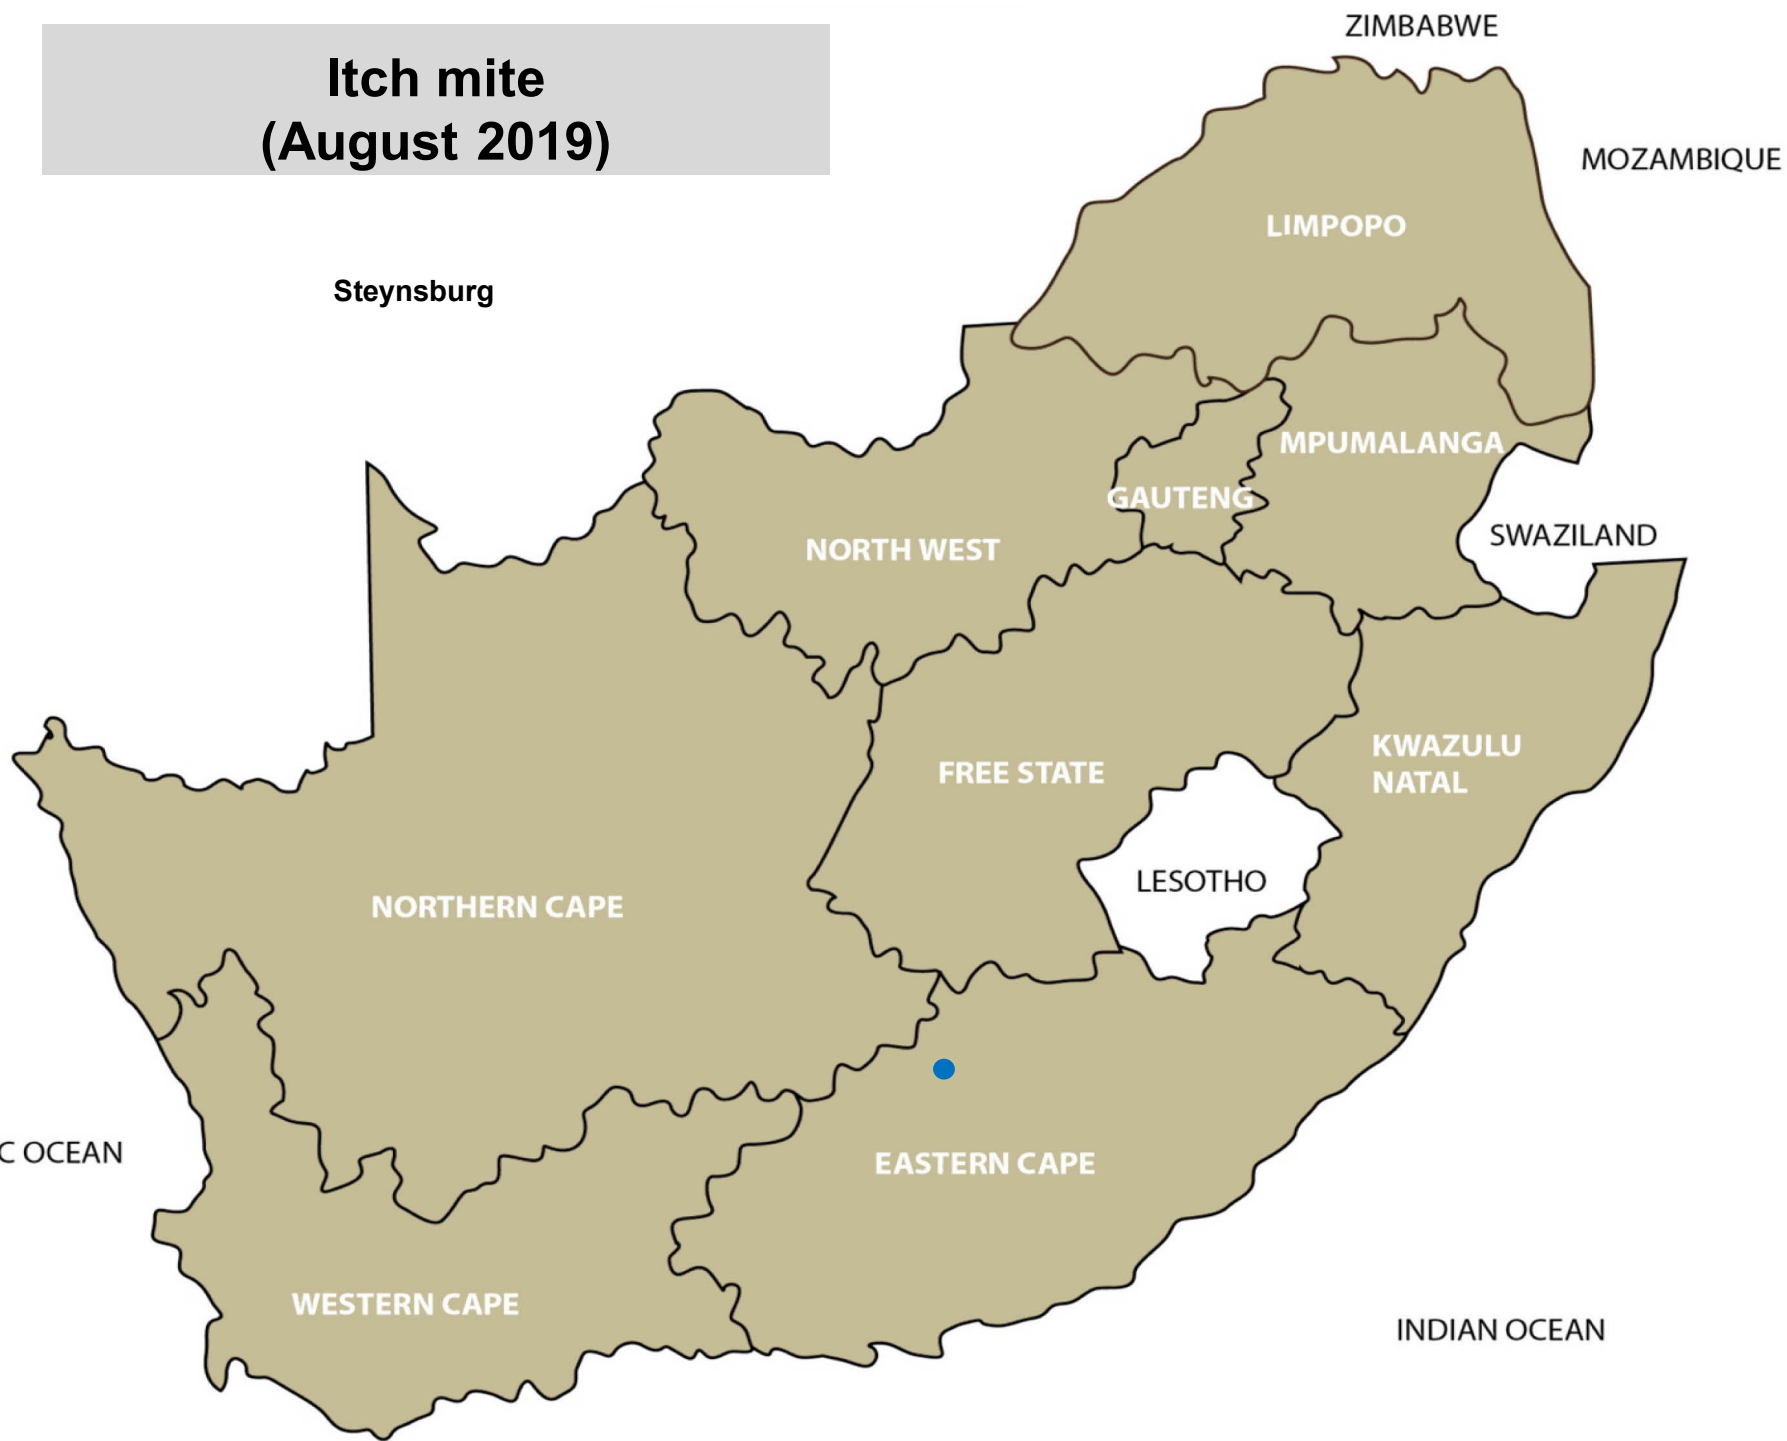 Itch mite
(August 2019)
ZIMBABWE
MOZAMBIQUE
LIMPOPO
Steynsburg
MPUMALANGA
GAUTENG
SWAZILAND
NORTH WEST
KWAZULU
NATAL
FREE STATE
LESOTHO
NORTHERN CAPE
C OCEAN
EASTERN CAPE
WESTERN CAPE
INDIAN OCEAN